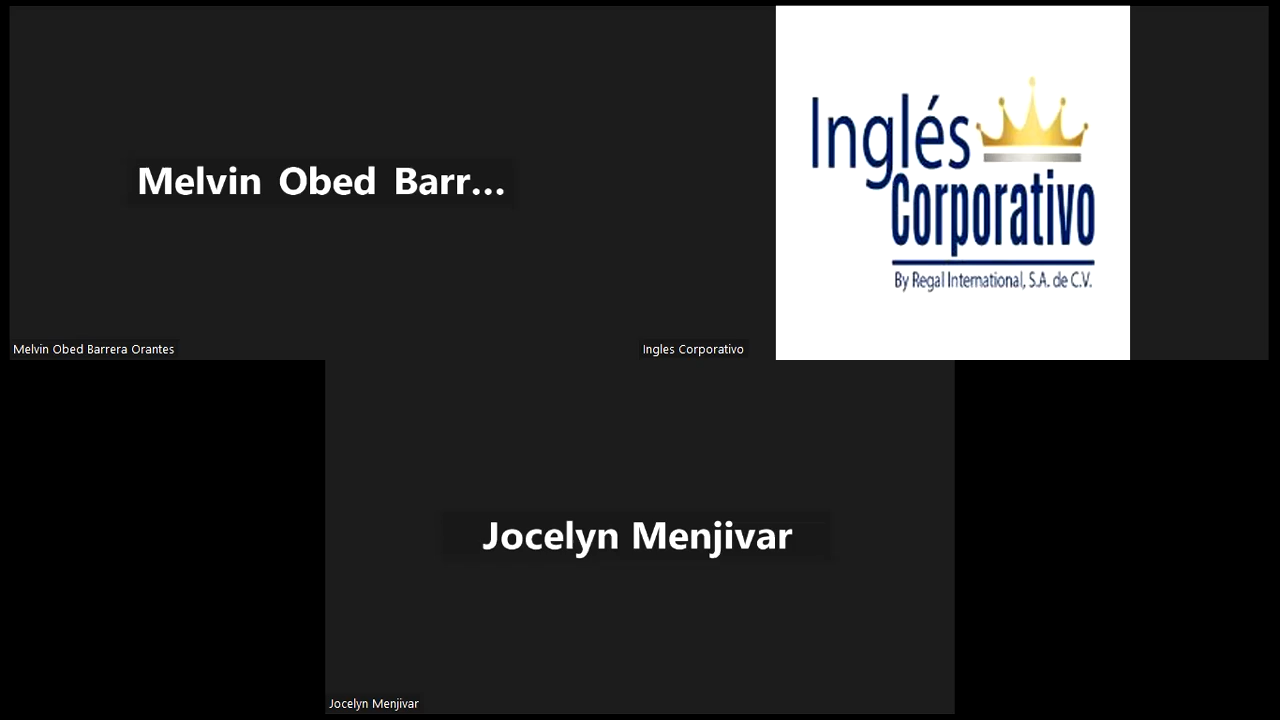 Melvin Obed Barr...
Melvin Obed Barrera Orantes
Inglés
Corporativo
By Regal International, S.A. de C.V.
Ingles Corporativo
Jocelyn Menjivar
Jocelyn Menjivar